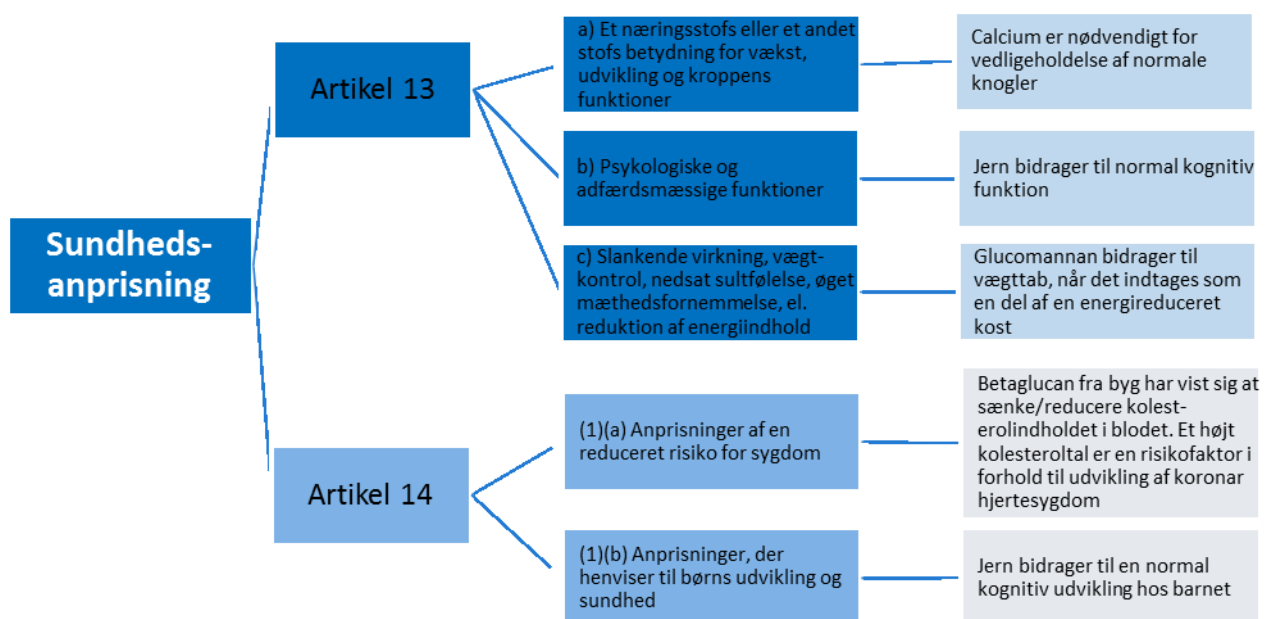 Sundheds-
anprisning
Artikel 13
a) Et næringsstofs eller et andet
stofs betydning for vækst,
udvikling og kroppens
funktioner
Calcium er nødvendigt for
vedligeholdelse af normale
knogler
b) Psykologiske og
adfærdsmæssige funktioner
Jern bidrager til normal kognitiv
funktion
c) Slankende virkning, vægt-
kontrol, nedsat sultfølelse, øget
mæthedsfornemmelse, el.
reduktion af energiindhold
Glucomannan bidrager til
vægttab, når det indtages som
en del af en energireduceret
kost
Artikel 14
(1)(a) Anprisninger af en
reduceret risiko for sygdom
Betaglucan fra byg har vist sig at
sænke/reducere kolest-
erolindholdet i blodet. Et højt
kolesteroltal er en risikofaktor i
forhold til udvikling af koronar
hjertesygdom
(1)(b) Anprisninger, der
henviser til børns udvikling og
sundhed
Jern bidrager til en normal
kognitiv udvikling hos barnet